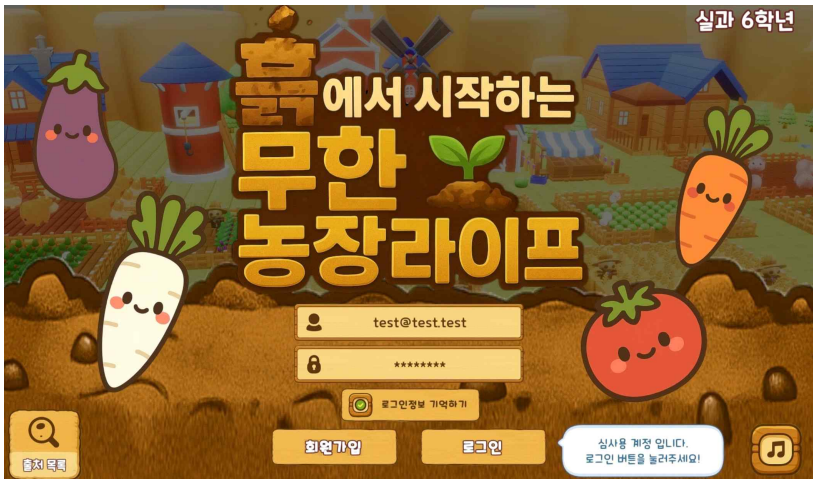 실과 6학년
흙에서 시작하는
무한
농장라이프
test@test.test
********
로그인정보 기억하기
회원가입
로그인
심사용 계정 입니다.
로그인 버튼을 눌러주세요!
출처 목록